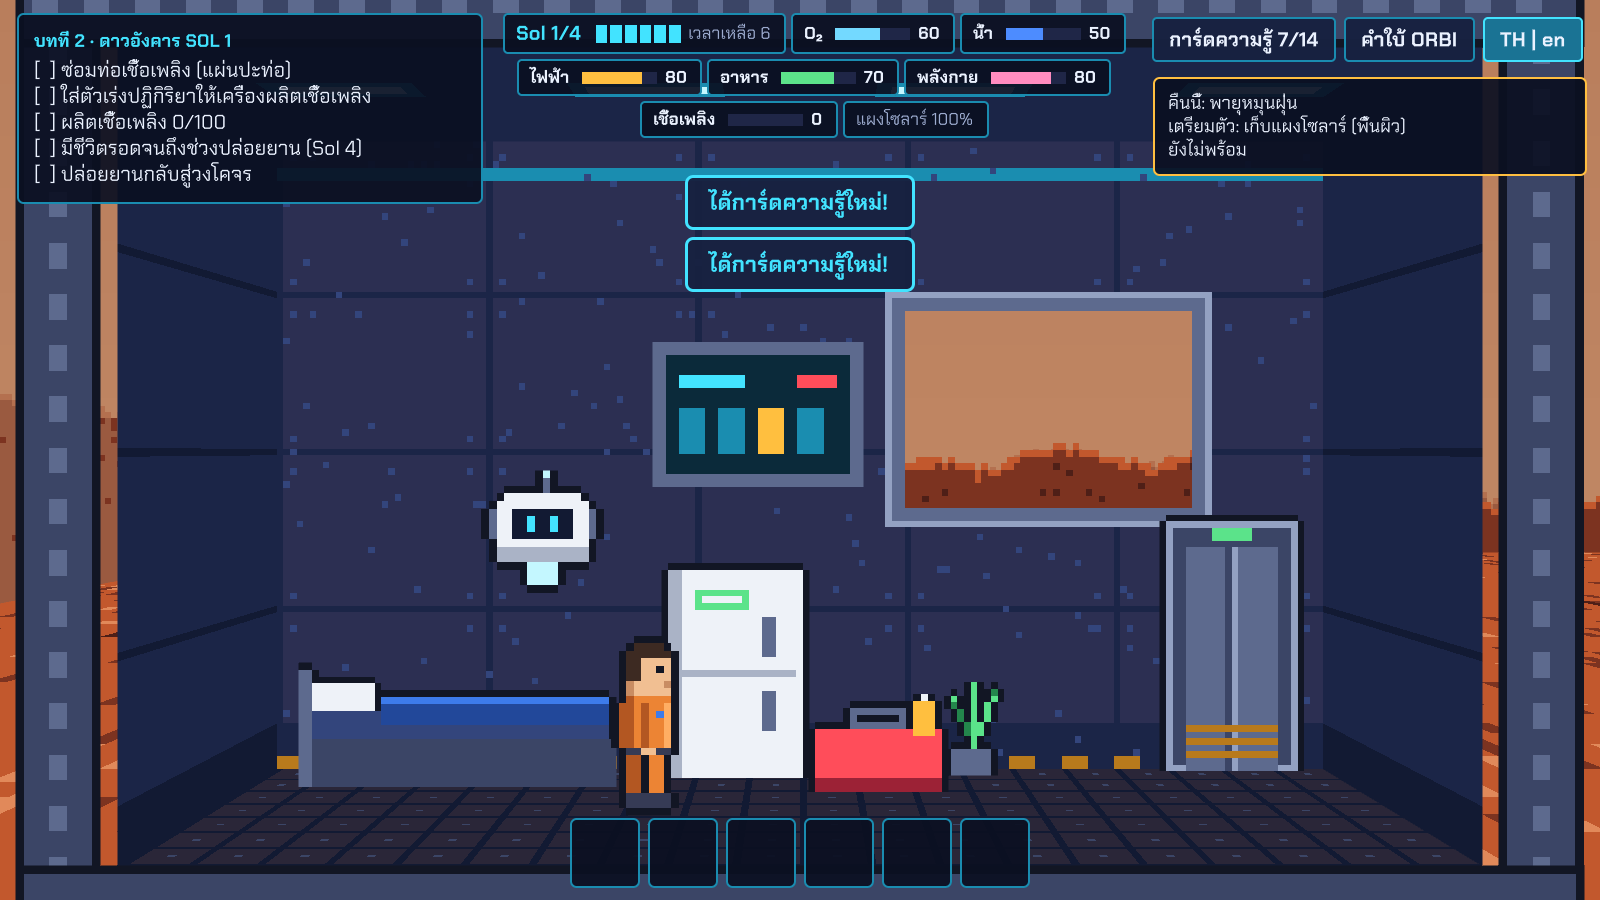 บทที่ 2 · ดาวอังคาร SOL 1
[ ] ซ่อมท่อเชื้อเพลิง (แผ่นปะท่อ)
[ ] ใส่ตัวเร่งปฏิกิริยาให้เครื่องผลิตเชื้อเพลิง
[ ] ผลิตเชื้อเพลิง 0/100
[ ] มีชีวิตรอดจนถึงช่วงปล่อยยาน (Sol 4)
[ ] ปล่อยยานกลับสู่วงโคจร
Sol 1/4 เวลาเหลือ 6
O₂ 60
น้ำ 50
ไฟฟ้า 80
อาหาร 70
พลังกาย 80
เชื้อเพลิง 0
แผงโซลาร์ 100%
การ์ดความรู้ 7/14
คำใบ้ ORBI
TH | en
คืนนี้: พายุหมุนฝุ่น
เตรียมตัว: เก็บแผงโซลาร์ (พื้นผิว)
ยังไม่พร้อม
ได้การ์ดความรู้ใหม่!
ได้การ์ดความรู้ใหม่!